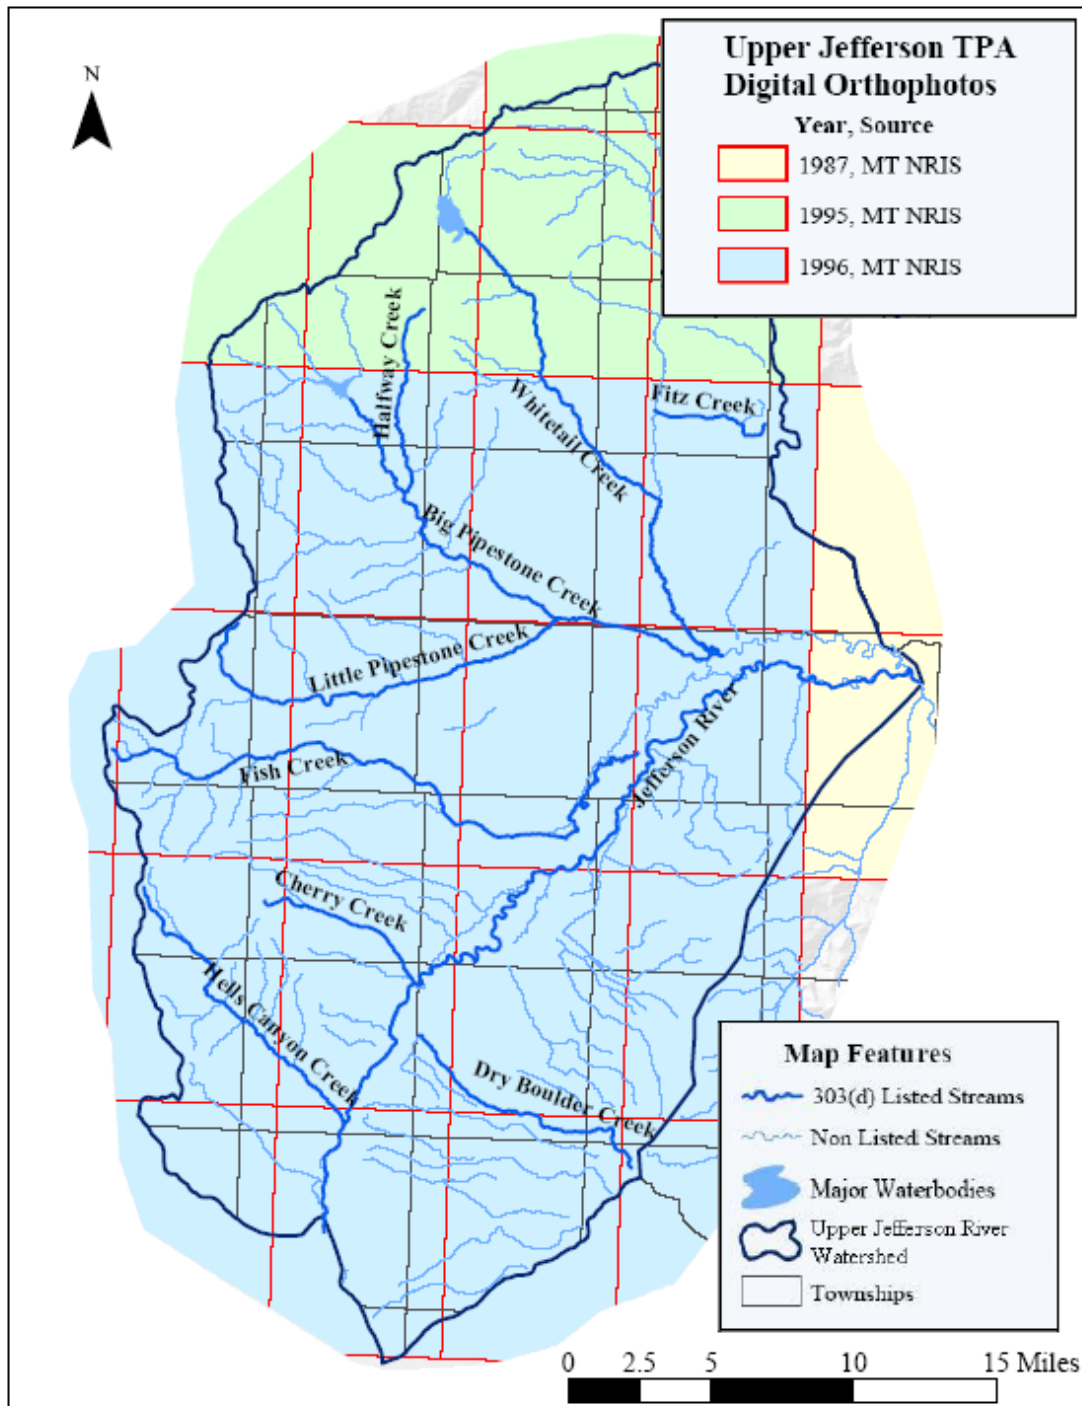 Upper Jefferson TPA
Digital Orthophotos
Year, Source
1987, MT NRIS
1995, MT NRIS
1996, MT NRIS
N
Halfway Creek
Whitetail Creek
Fitz Creek
Big Pipestone Creek
Little Pipestone Creek
Jefferson River
Fish Creek
Cherry Creek
Hells Canyon Creek
Dry Boulder Creek
Map Features
303(d) Listed Streams
Non Listed Streams
Major Waterbodies
Upper Jefferson River
Watershed
Townships
0 2.5 5 10 15 Miles